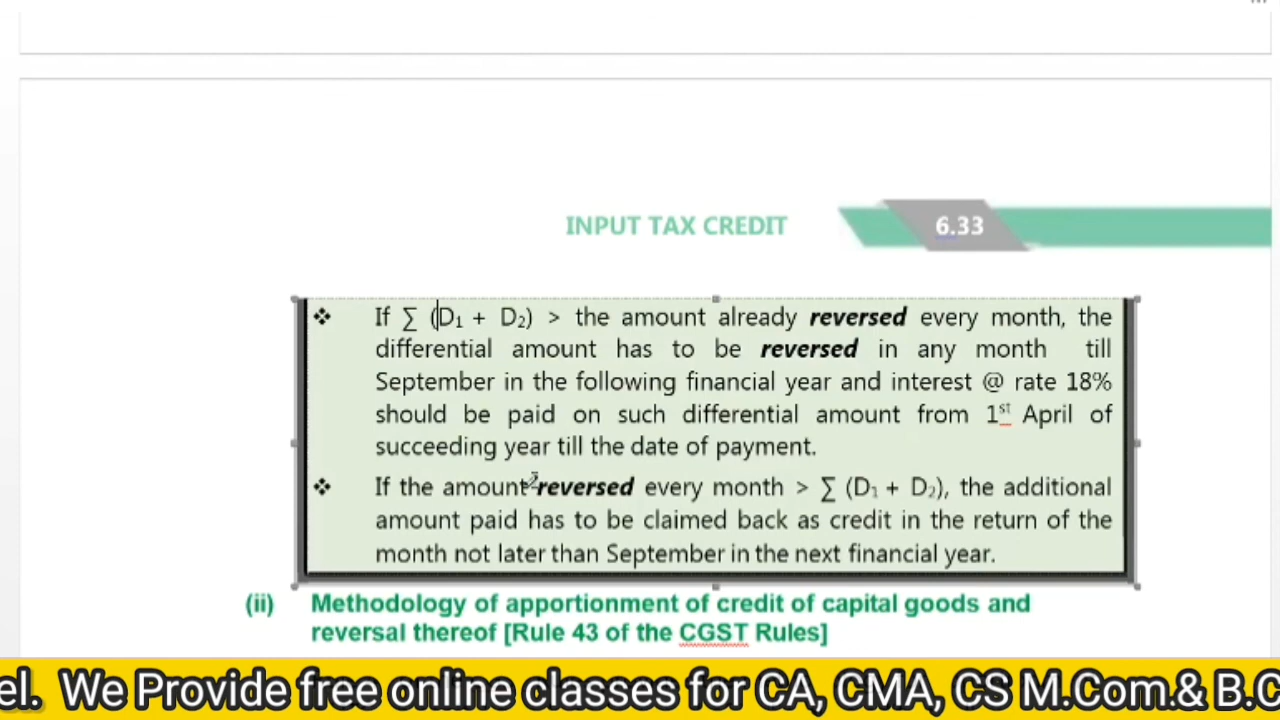 INPUT TAX CREDIT 6.33
❖ If ∑ (D₁ + D₂) > the amount already reversed every month, the
differential amount has to be reversed in any month till
September in the following financial year and interest @ rate 18%
should be paid on such differential amount from 1st April of
succeeding year till the date of payment.
❖ If the amount reversed every month > ∑ (D₁ + D₂), the additional
amount paid has to be claimed back as credit in the return of the
month not later than September in the next financial year.
(ii) Methodology of apportionment of credit of capital goods and
reversal thereof [Rule 43 of the CGST Rules]
el. We Provide free online classes for CA, CMA, CS M.Com.& B.C